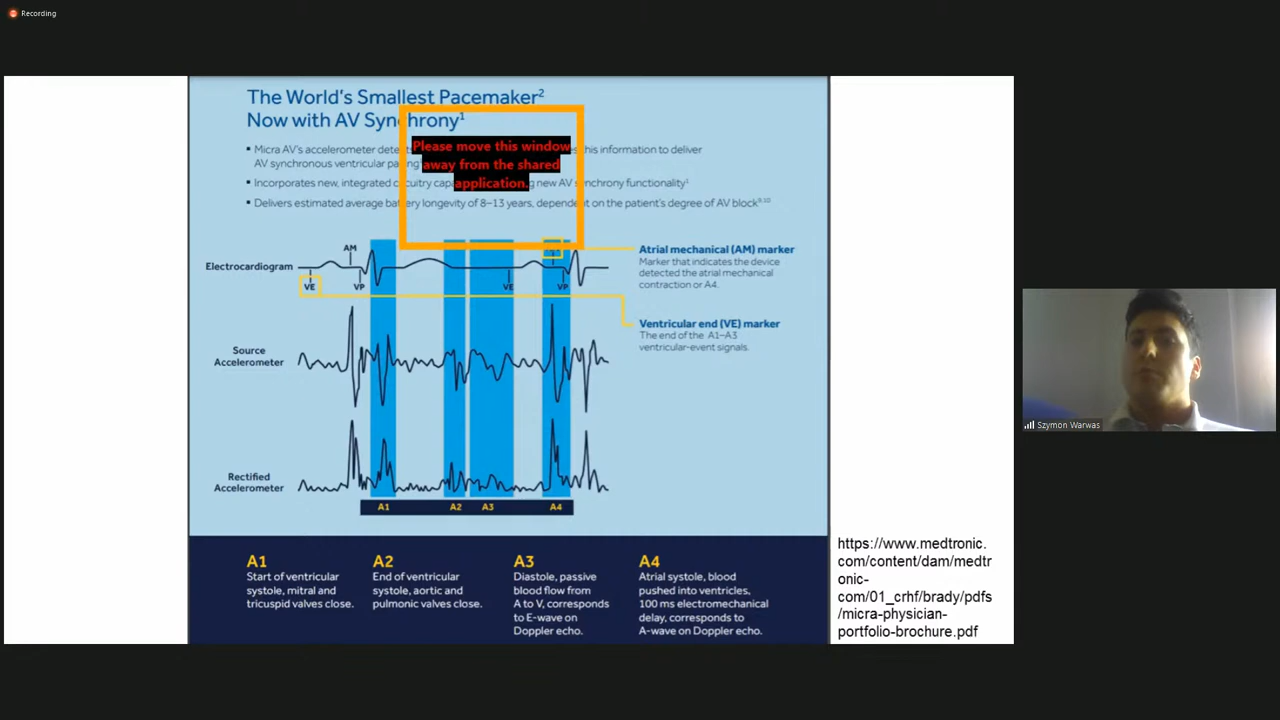 Recording
The World's Smallest Pacemaker2
Now with AV Synchrony1
Please move this window
away from the shared
application.
▪ Micra AV's accelerometer this information to deliver
AV synchronous ventricular
▪ Incorporates new, integrated circuitry new AV synchrony functionality1
▪ Delivers estimated average battery longevity of 8–13 years, dependent on the patient's degree of AV block9,10
Electrocardiogram
AM
VE
VP
VE
VP
Atrial mechanical (AM) marker
Marker that indicates the device
detected the atrial mechanical
contraction or A4.
Ventricular end (VE) marker
The end of the A1–A3
ventricular-event signals.
Source
Accelerometer
Rectified
Accelerometer
A1 A2 A3 A4
A1
Start of ventricular
systole, mitral and
tricuspid valves close.
A2
End of ventricular
systole, aortic and
pulmonic valves close.
A3
Diastole, passive
blood flow from
A to V, corresponds
to E-wave on
Doppler echo.
A4
Atrial systole, blood
pushed into ventricles,
100 ms electromechanical
delay, corresponds to
A-wave on Doppler echo.
https://www.medtronic.
com/content/dam/medtr
onic-
com/01_crhf/brady/pdfs
/micra-physician-
portfolio-brochure.pdf
Szymon Warwas